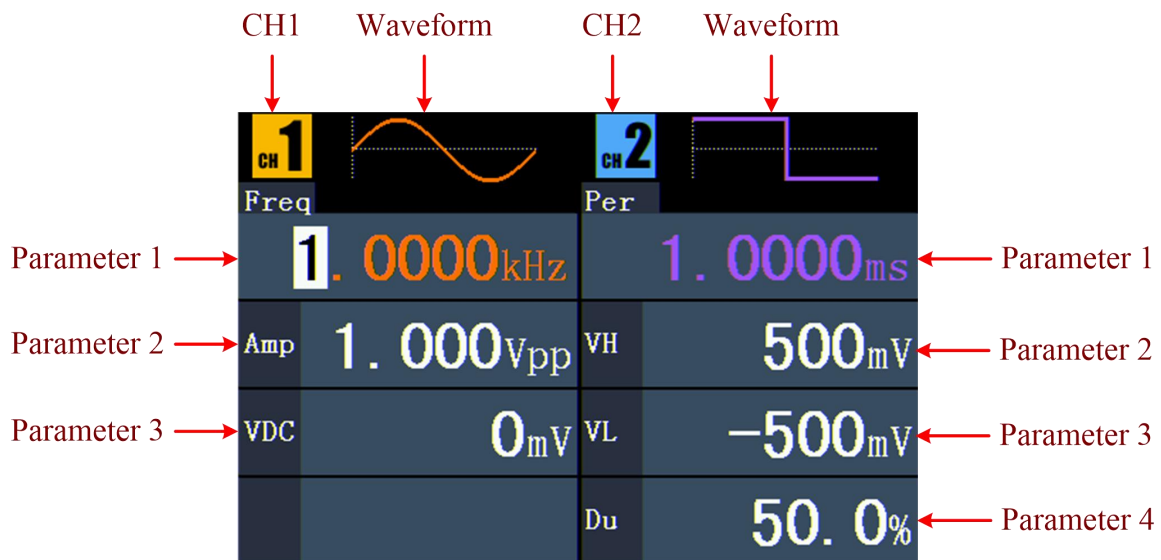 CH1 Waveform CH2 Waveform
CH 1 CH 2
Freq Per
Parameter 1 1.0000kHz 1.0000ms Parameter 1
Parameter 2 Amp 1.000Vpp VH 500mV Parameter 2
Parameter 3 VDC 0mV VL -500mV Parameter 3
Du 50.0% Parameter 4